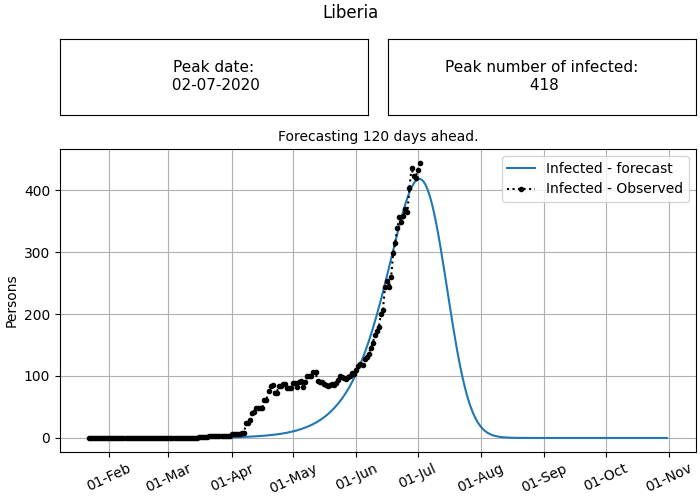 Liberia
Peak date:
02-07-2020
Peak number of infected:
418
Forecasting 120 days ahead.
Infected - forecast
Infected - Observed
Persons
400
300
200
100
0
01-Feb
01-Mar
01-Apr
01-May
01-Jun
01-Jul
01-Aug
01-Sep
01-Oct
01-Nov